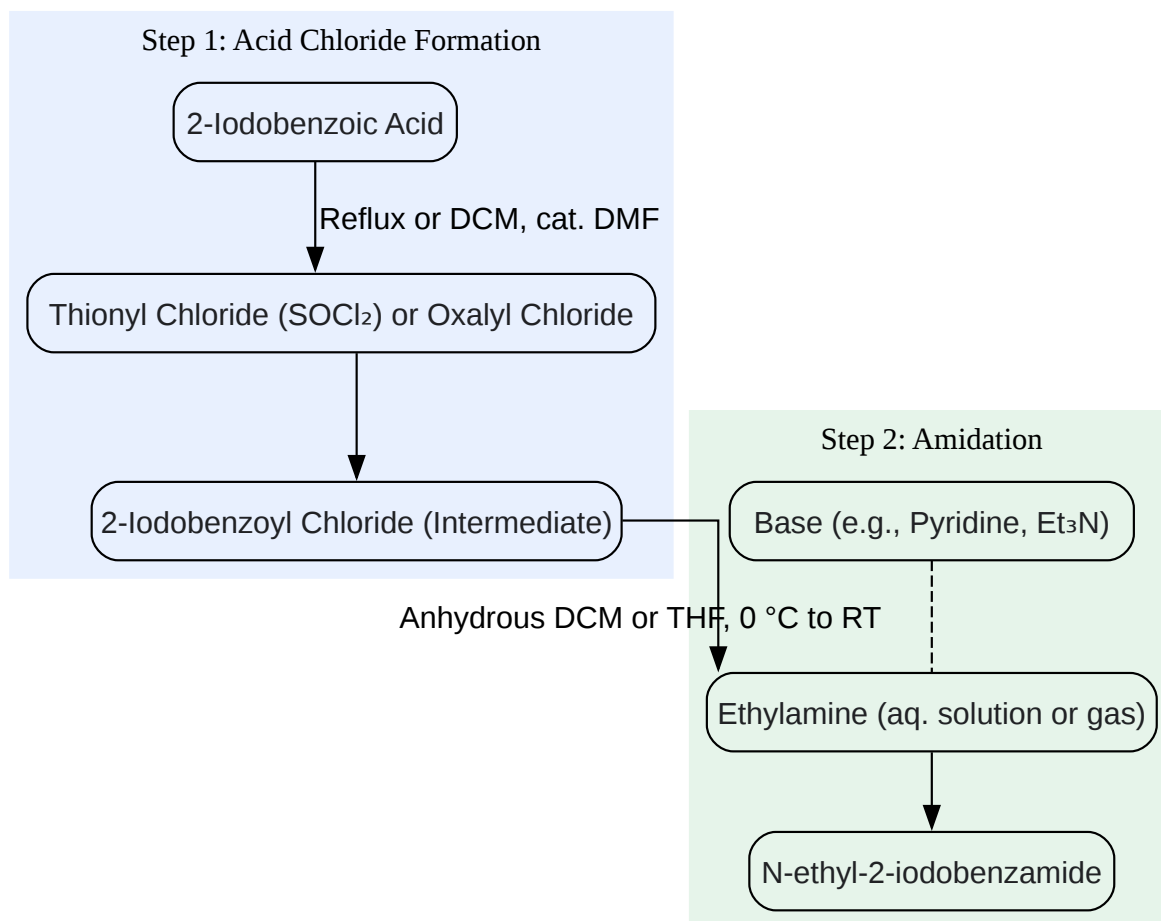 Step 1: Acid Chloride Formation
2-Iodobenzoic Acid
Reflux or DCM, cat. DMF
Thionyl Chloride (SOCl₂) or Oxalyl Chloride
2-Iodobenzoyl Chloride (Intermediate)
Step 2: Amidation
Base (e.g., Pyridine, Et₃N)
Anhydrous DCM or THF, 0 °C to RT
Ethylamine (aq. solution or gas)
N-ethyl-2-iodobenzamide